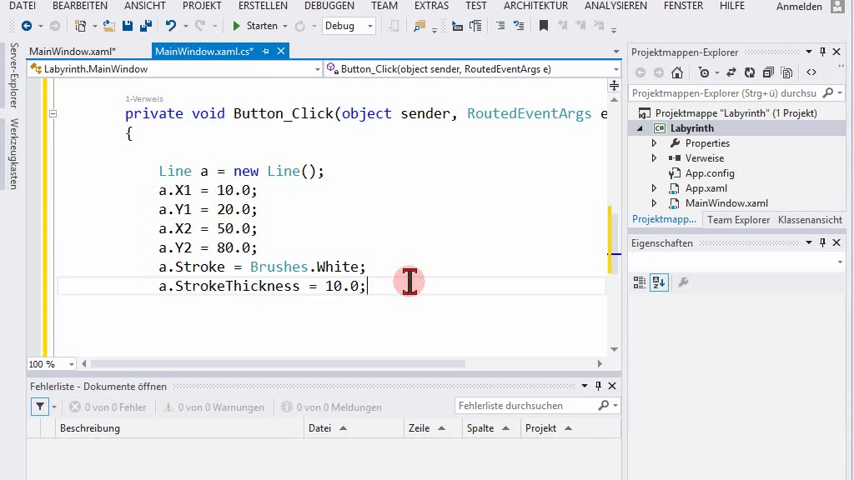 DATEI BEARBEITEN ANSICHT PROJEKT ERSTELLEN DEBUGGEN TEAM EXTRAS TEST ARCHITECTURE ANALYSIEREN FENSTER HILFE Anmelden
Starten Debug
MainWindow.xaml* MainWindow.xaml.cs*
Labyrinth.MainWindow Button_Click(object sender, RoutedEventArgs e)
Server-Explorer
Werkzeugkasten
1-Verweis
private void Button_Click(object sender, RoutedEventArgs e
{
Line a = new Line();
a.X1 = 10.0;
a.Y1 = 20.0;
a.X2 = 50.0;
a.Y2 = 80.0;
a.Stroke = Brushes.White;
a.StrokeThickness = 10.0;
100 %
Fehlerliste - Dokumente öffnen
0 von 0 Fehler 0 von 0 Warnungen 0 von 0 Meldungen Fehlerliste durchsuchen
Beschreibung Datei Zeile Spalte Projekt
Projektmappen-Explorer
Projektmappen-Explorer (Strg+ü) durchsu
Projektmappe "Labyrinth" (1 Projekt)
C# Labyrinth
Properties
Verweise
App.config
App.xaml
MainWindow.xaml
Projektmapp... Team Explorer Klassenansicht
Eigenschaften